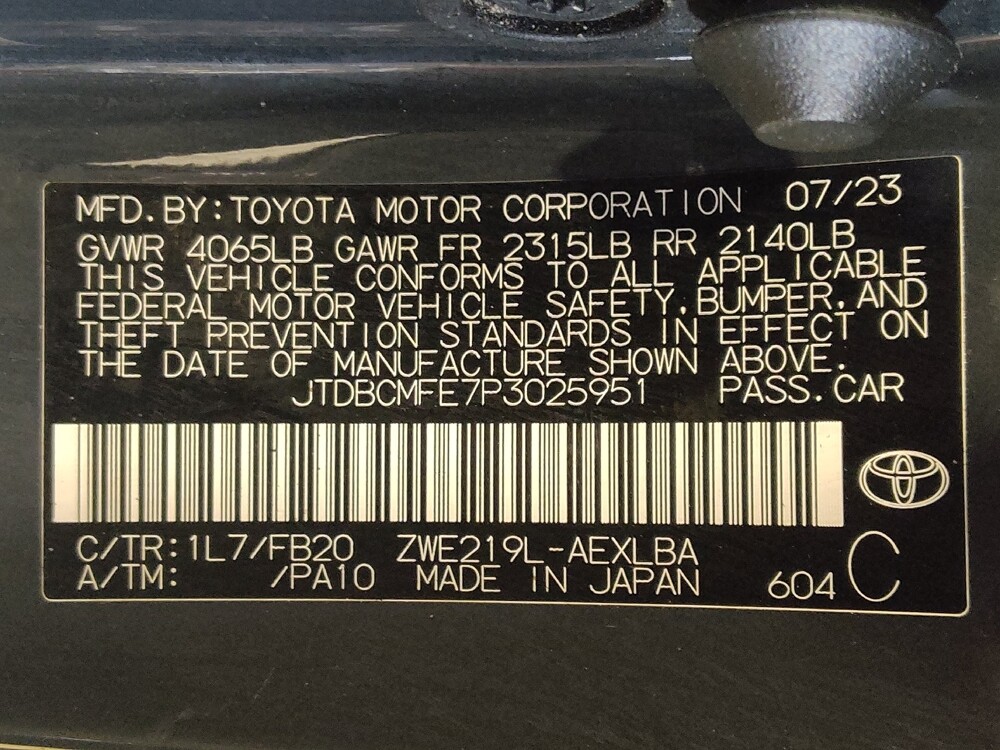 MFD.BY:TOYOTA MOTOR CORPORATION 07/23
GVWR 4065LB GAWR FR 2315LB RR 2140LB
THIS VEHICLE CONFORMS TO ALL APPLICABLE
FEDERAL MOTOR VEHICLE SAFETY,BUMPER,AND
THEFT PREVENTION STANDARDS IN EFFECT ON
THE DATE OF MANUFACTURE SHOWN ABOVE.
JTDBCMFE7P3025951 PASS.CAR
C/TR:1L7/FB20 ZWE219L-AEXLBA
A/TM: /PA10 MADE IN JAPAN 604 C